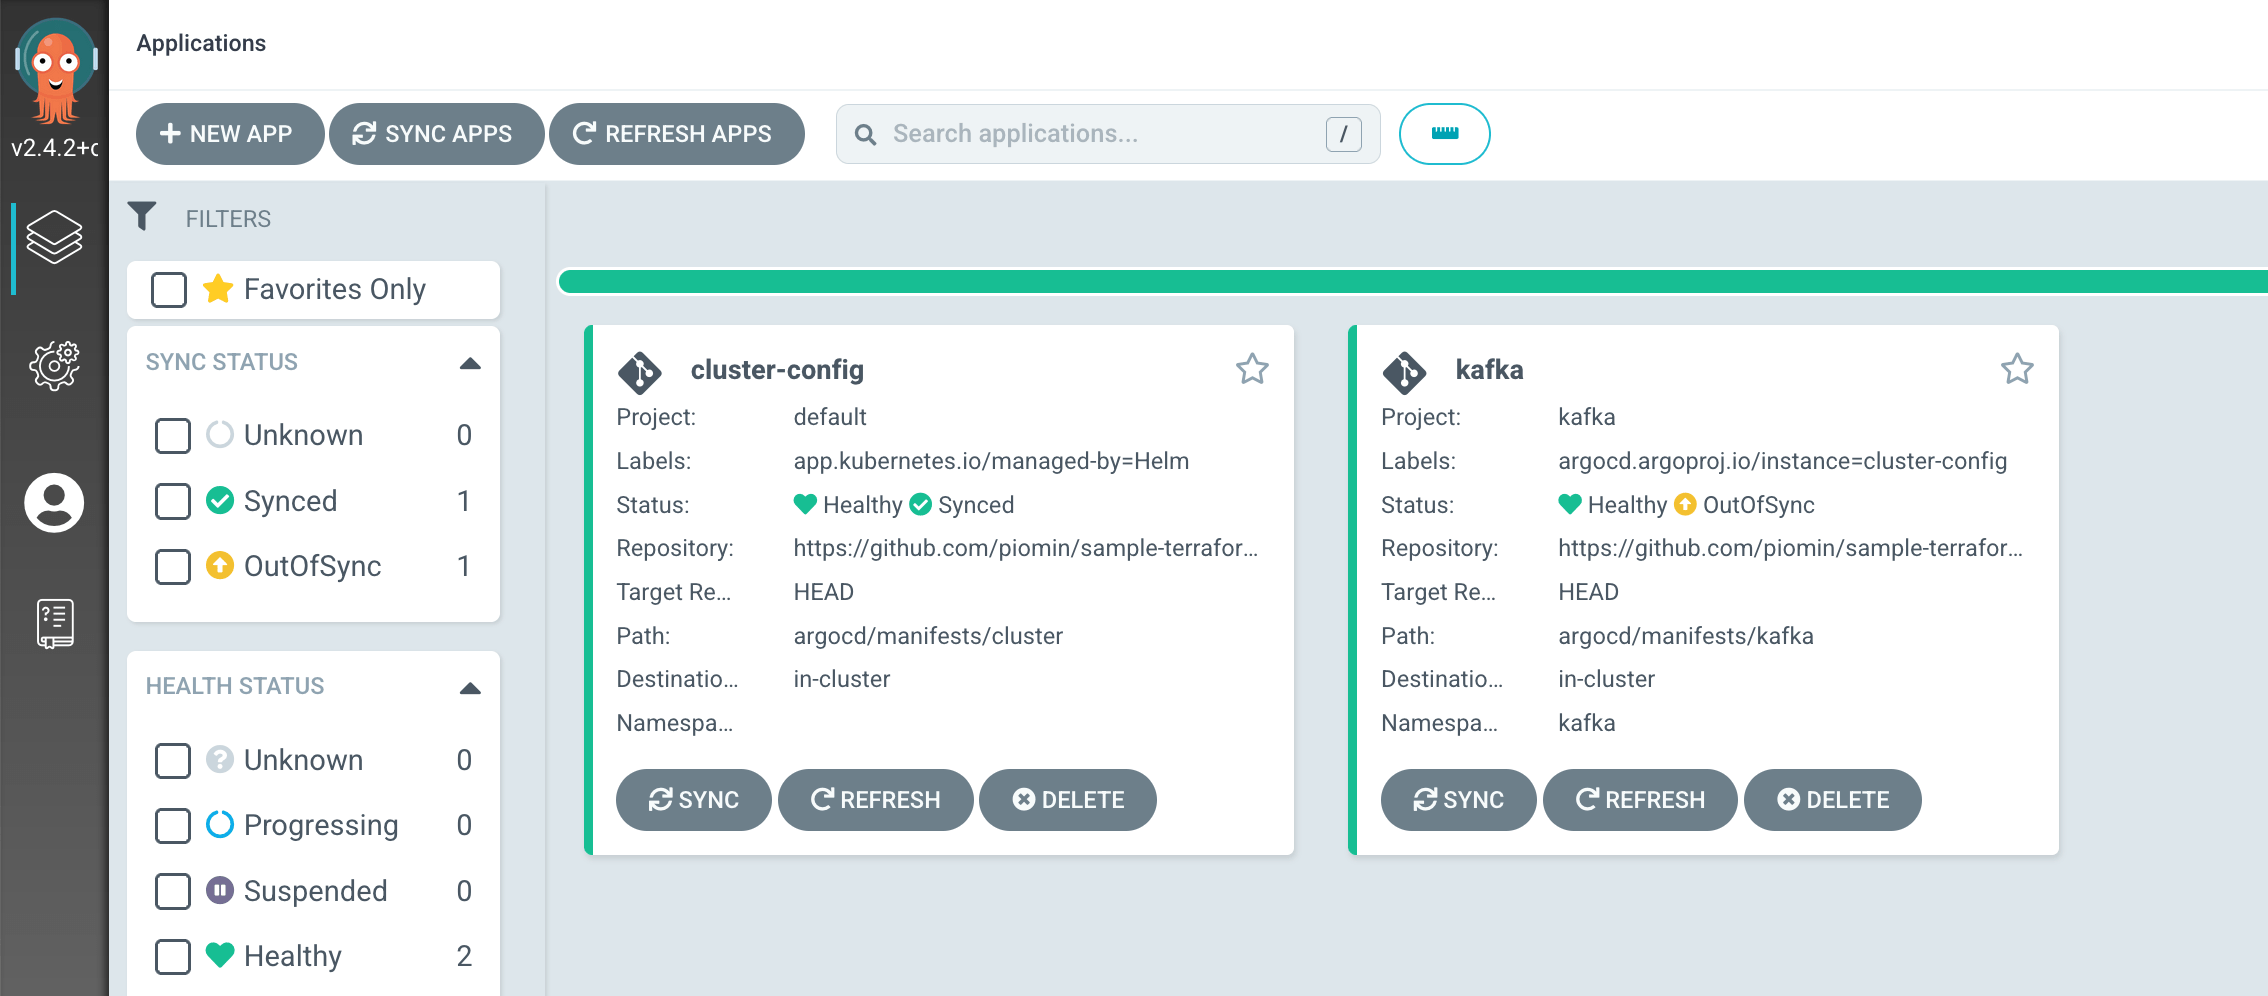 v2.4.2+c
Applications
NEW APP
SYNC APPS
REFRESH APPS
Search applications...
/
FILTERS
Favorites Only
SYNC STATUS
Unknown 0
Synced 1
OutOfSync 1
HEALTH STATUS
Unknown 0
Progressing 0
Suspended 0
Healthy 2
cluster-config
Project: default
Labels: app.kubernetes.io/managed-by=Helm
Status: Healthy Synced
Repository: https://github.com/piomin/sample-terrafor...
Target Re... HEAD
Path: argocd/manifests/cluster
Destinatio... in-cluster
Namespa...
SYNC REFRESH DELETE
kafka
Project: kafka
Labels: argocd.argoproj.io/instance=cluster-config
Status: Healthy OutOfSync
Repository: https://github.com/piomin/sample-terrafor...
Target Re... HEAD
Path: argocd/manifests/kafka
Destinatio... in-cluster
Namespa... kafka
SYNC REFRESH DELETE